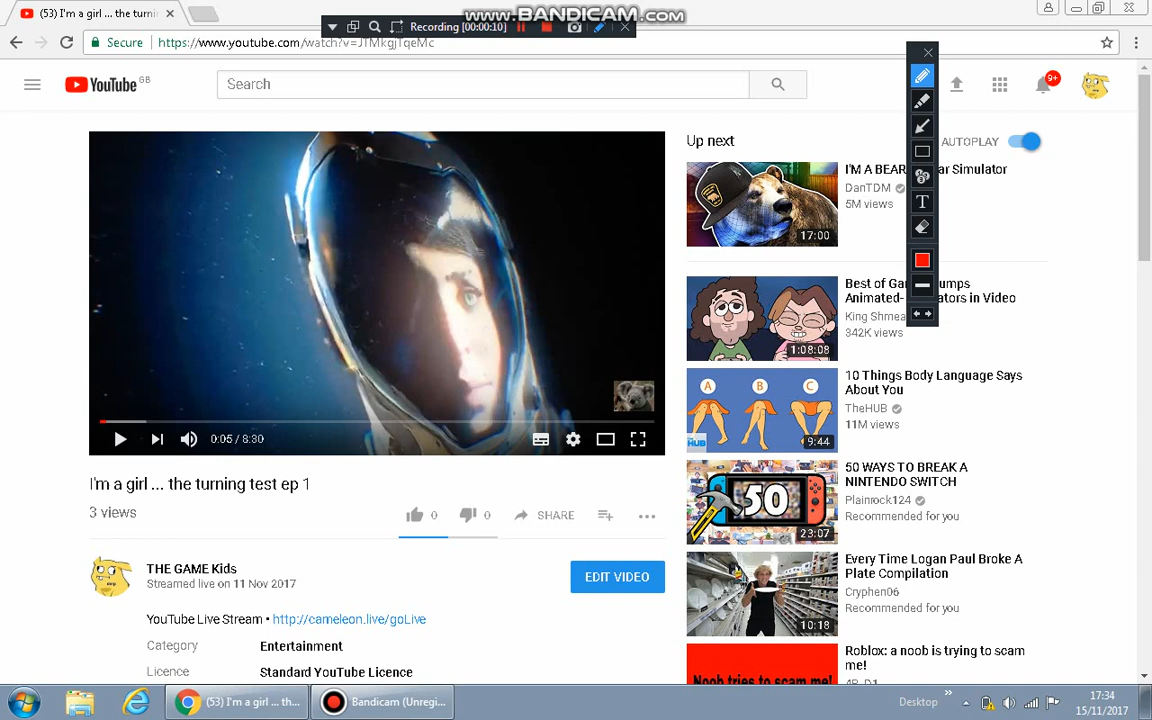 (53) I'm a girl ... the turnin
www.BANDICAM.COM
Recording [00:00:10]
Secure
https://www.youtube.com/watch?v=JTMkgjTqeMc
YouTube GB
Search
9+
Up next
AUTOPLAY
I'M A BEAR
ar Simulator
DanTDM
5M views
17:00
Best of Ga
umps
Animated-
ators in Video
King Shmea
342K views
1:08:08
10 Things Body Language Says
About You
TheHUB
11M views
A B C
HUB
9:44
50 WAYS TO BREAK A
NINTENDO SWITCH
Plainrock124
Recommended for you
50
23:07
Every Time Logan Paul Broke A
Plate Compilation
Cryphen06
Recommended for you
10:18
Roblox: a noob is trying to scam
me!
Noob tries to scam me!
0:05 / 8:30
I'm a girl ... the turning test ep 1
3 views
0
0
SHARE
THE GAME Kids
Streamed live on 11 Nov 2017
EDIT VIDEO
YouTube Live Stream • http://cameleon.live/goLive
Category
Entertainment
Licence
Standard YouTube Licence
T
(53) I'm a girl ... th...
Bandicam (Unregi...
Desktop
17:34
15/11/2017